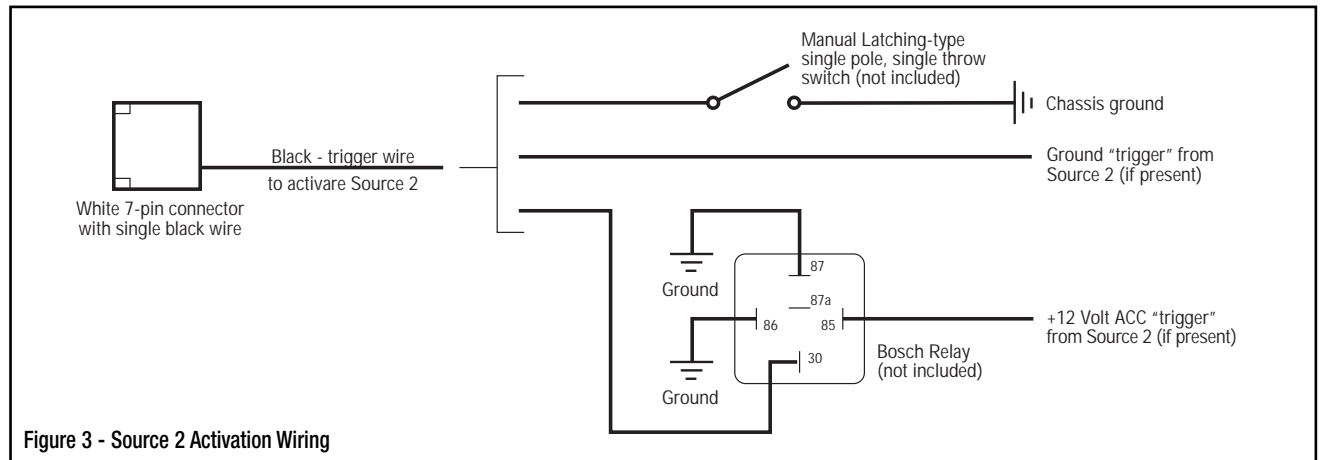 Manual Latching-type
single pole, single throw
switch (not included)
Chassis ground
Black - trigger wire
to activare Source 2
Ground “trigger” from
Source 2 (if present)
White 7-pin connector
with single black wire
87
Ground
87a
86
85
+12 Volt ACC “trigger”
from Source 2 (if present)
30
Bosch Relay
(not included)
Ground
Figure 3 - Source 2 Activation Wiring